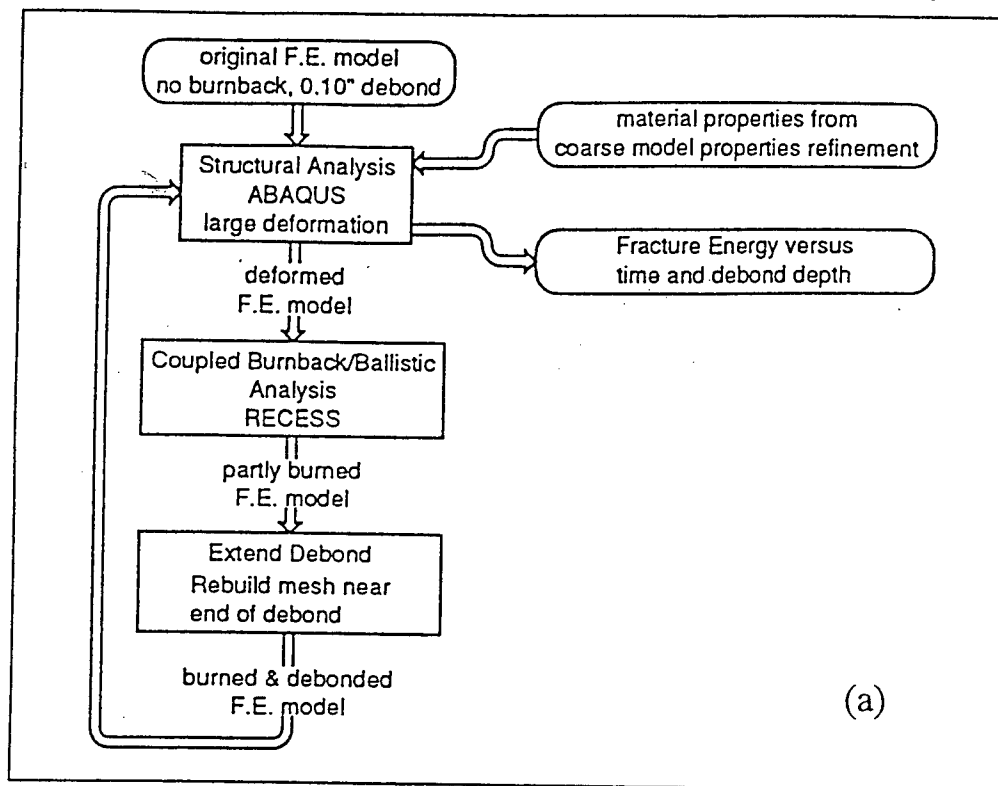 original F.E. model
no burnback, 0.10" debond
material properties from
coarse model properties refinement
Structural Analysis
ABAQUS
large deformation
Fracture Energy versus
time and debond depth
deformed
F.E. model
Coupled Burnback/Ballistic
Analysis
RECESS
partly burned
F.E. model
Extend Debond
Rebuild mesh near
end of debond
burned & debonded
F.E. model
(a)